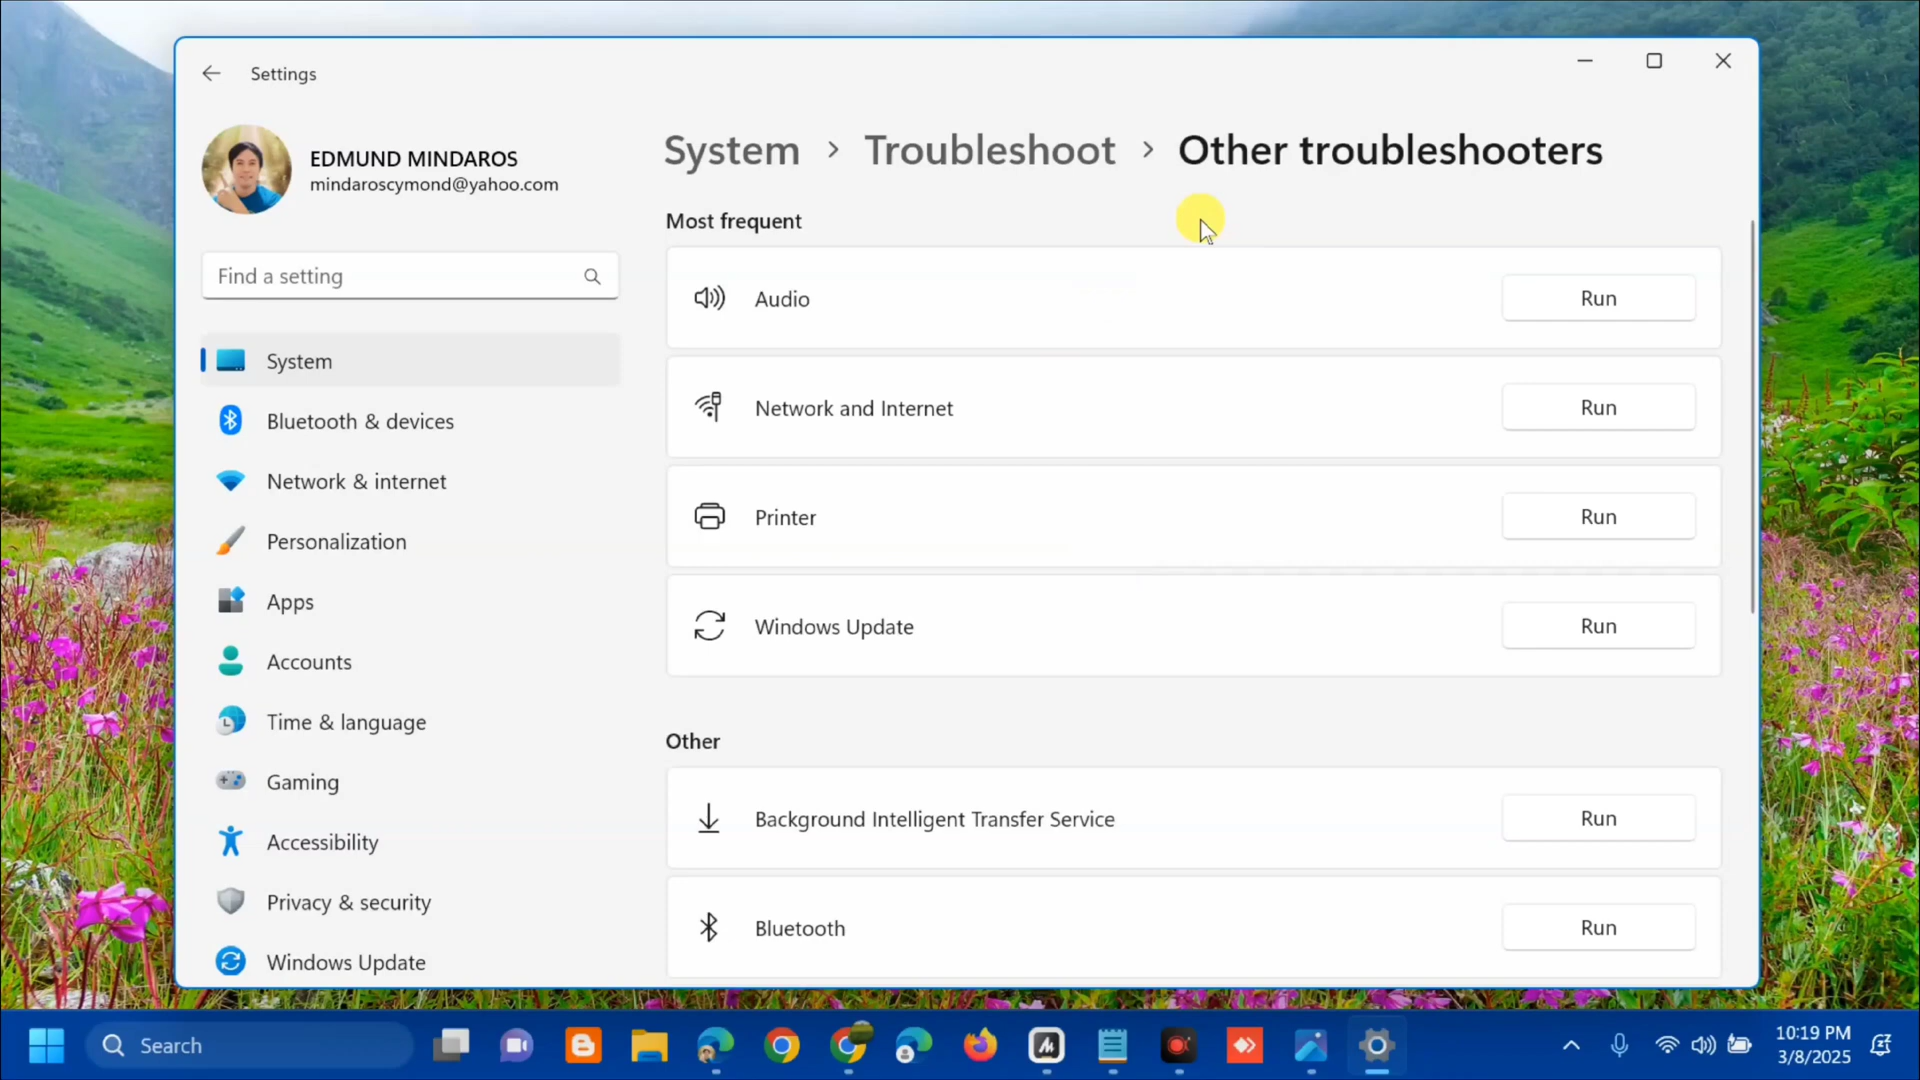 Settings
EDMUND MINDAROS
mindaroscymond@yahoo.com
Find a setting
System
Bluetooth & devices
Network & internet
Personalization
Apps
Accounts
Time & language
Gaming
Accessibility
Privacy & security
Windows Update
System > Troubleshoot > Other troubleshooters
Most frequent
Audio Run
Network and Internet Run
Printer Run
Windows Update Run
Other
Background Intelligent Transfer Service Run
Bluetooth Run
Search
10:19 PM
3/8/2025